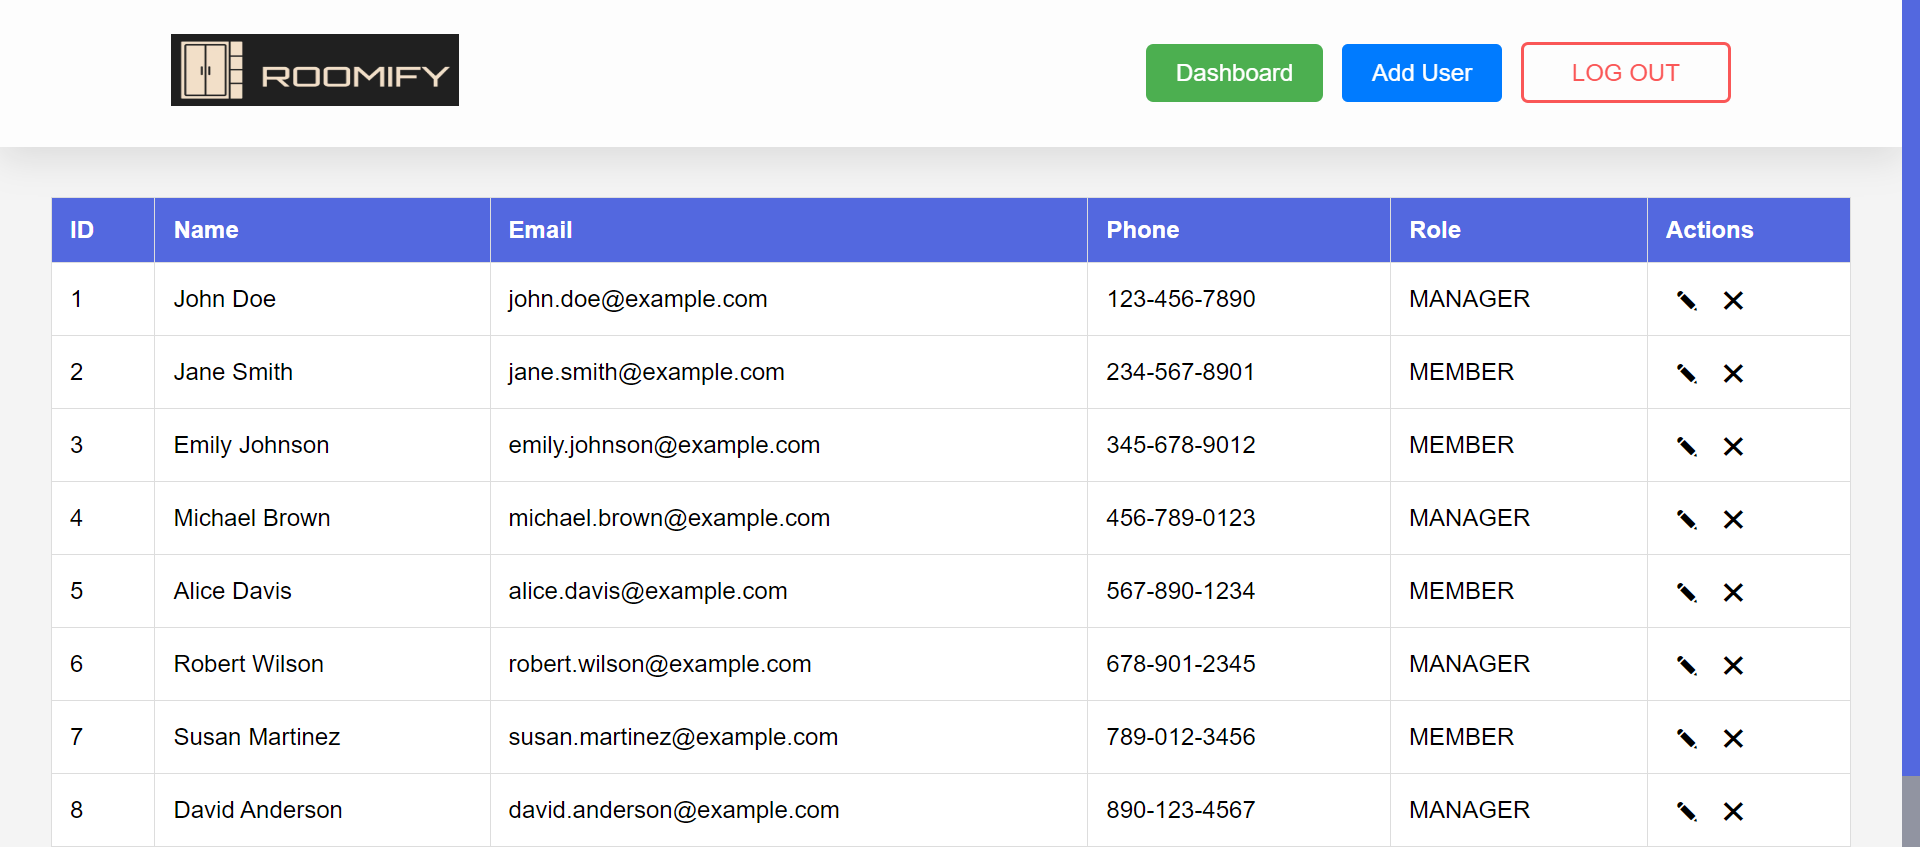 ROOMIFY Dashboard Add User LOG OUT
ID Name Email Phone Role Actions
1 John Doe john.doe@example.com 123-456-7890 MANAGER
2 Jane Smith jane.smith@example.com 234-567-8901 MEMBER
3 Emily Johnson emily.johnson@example.com 345-678-9012 MEMBER
4 Michael Brown michael.brown@example.com 456-789-0123 MANAGER
5 Alice Davis alice.davis@example.com 567-890-1234 MEMBER
6 Robert Wilson robert.wilson@example.com 678-901-2345 MANAGER
7 Susan Martinez susan.martinez@example.com 789-012-3456 MEMBER
8 David Anderson david.anderson@example.com 890-123-4567 MANAGER